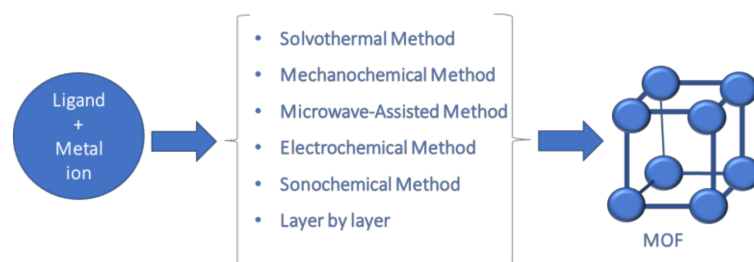 Ligand
+
Metal
ion
• Solvothermal Method
• Mechanochemical Method
• Microwave-Assisted Method
• Electrochemical Method
• Sonochemical Method
• Layer by layer
MOF